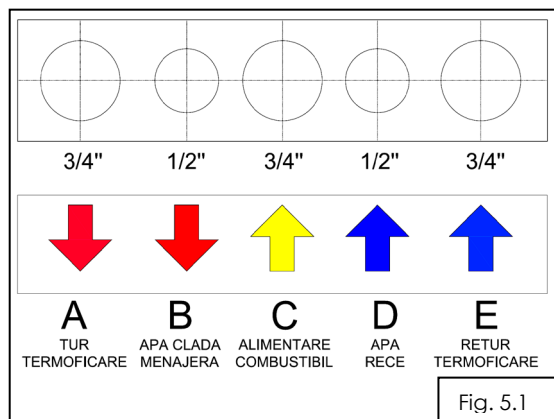 3/4" 1/2" 3/4" 1/2" 3/4"
A B C D E
TUR APA CLADA ALIMENTARE APA RETUR
TERMOFICARE MENAJERA COMBUSTIBIL RECE TERMOFICARE
Fig. 5.1